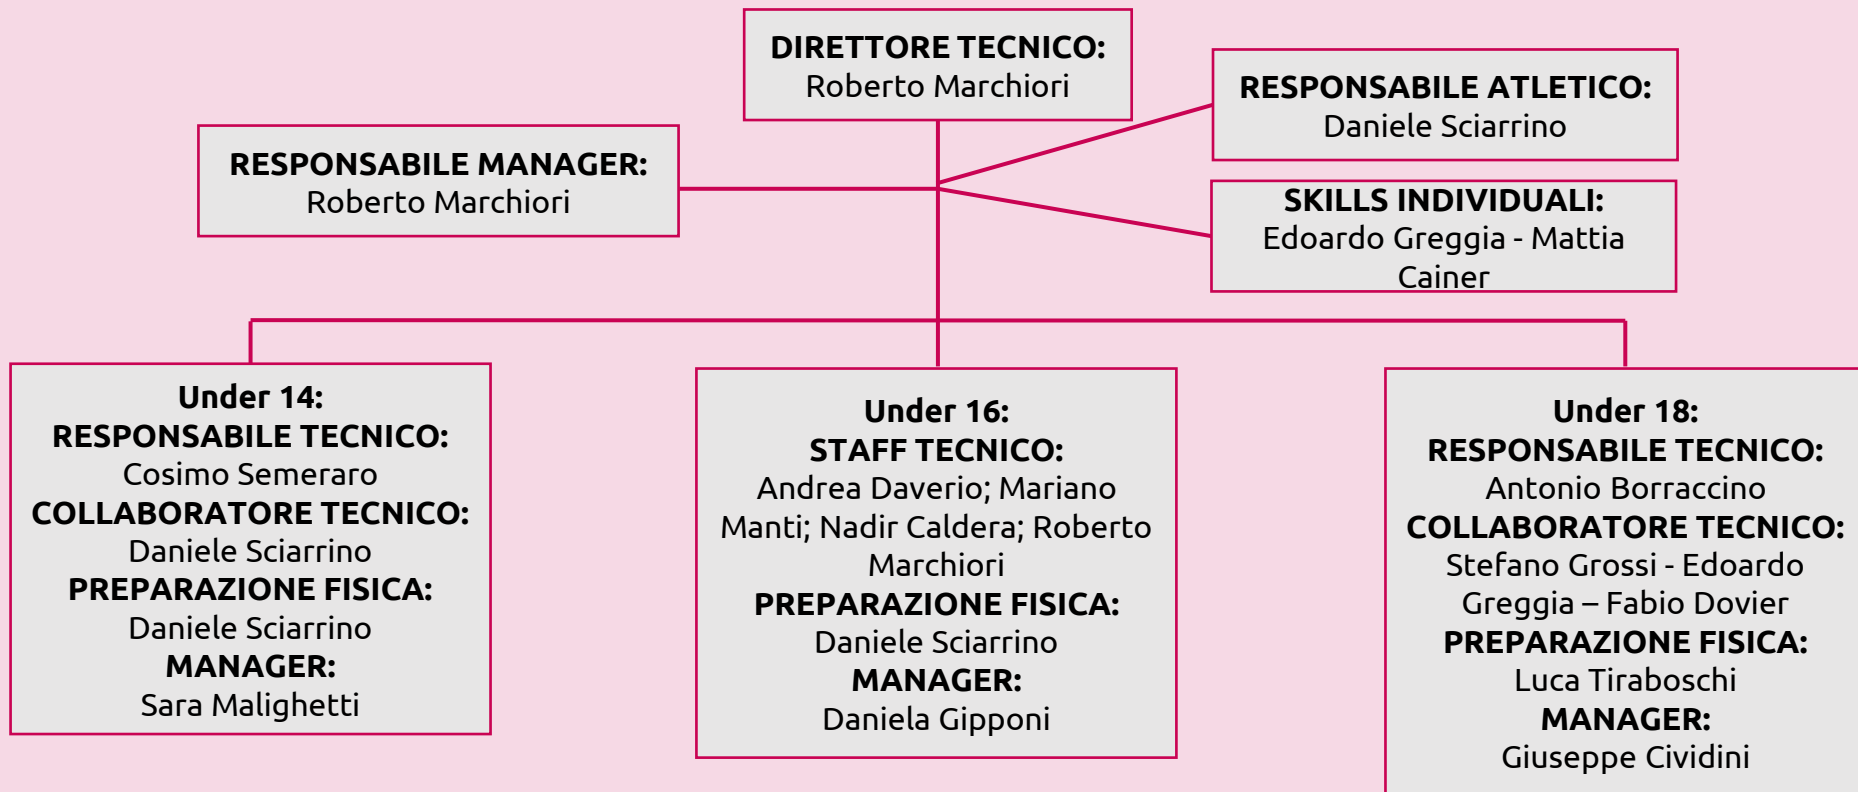 DIRETTORE TECNICO:
Roberto Marchiori
RESPONSABILE ATLETICO:
Daniele Sciarrino
RESPONSABILE MANAGER:
Roberto Marchiori
SKILLS INDIVIDUALI:
Edoardo Greggia - Mattia
Cainer
Under 14:
RESPONSABILE TECNICO:
Cosimo Semeraro
COLLABORATORE TECNICO:
Daniele Sciarrino
PREPARAZIONE FISICA:
Daniele Sciarrino
MANAGER:
Sara Malighetti
Under 16:
STAFF TECNICO:
Andrea Daverio; Mariano
Manti; Nadir Caldera; Roberto
Marchiori
PREPARAZIONE FISICA:
Daniele Sciarrino
MANAGER:
Daniela Gipponi
Under 18:
RESPONSABILE TECNICO:
Antonio Borraccino
COLLABORATORE TECNICO:
Stefano Grossi - Edoardo
Greggia – Fabio Dovier
PREPARAZIONE FISICA:
Luca Tiraboschi
MANAGER:
Giuseppe Cividini